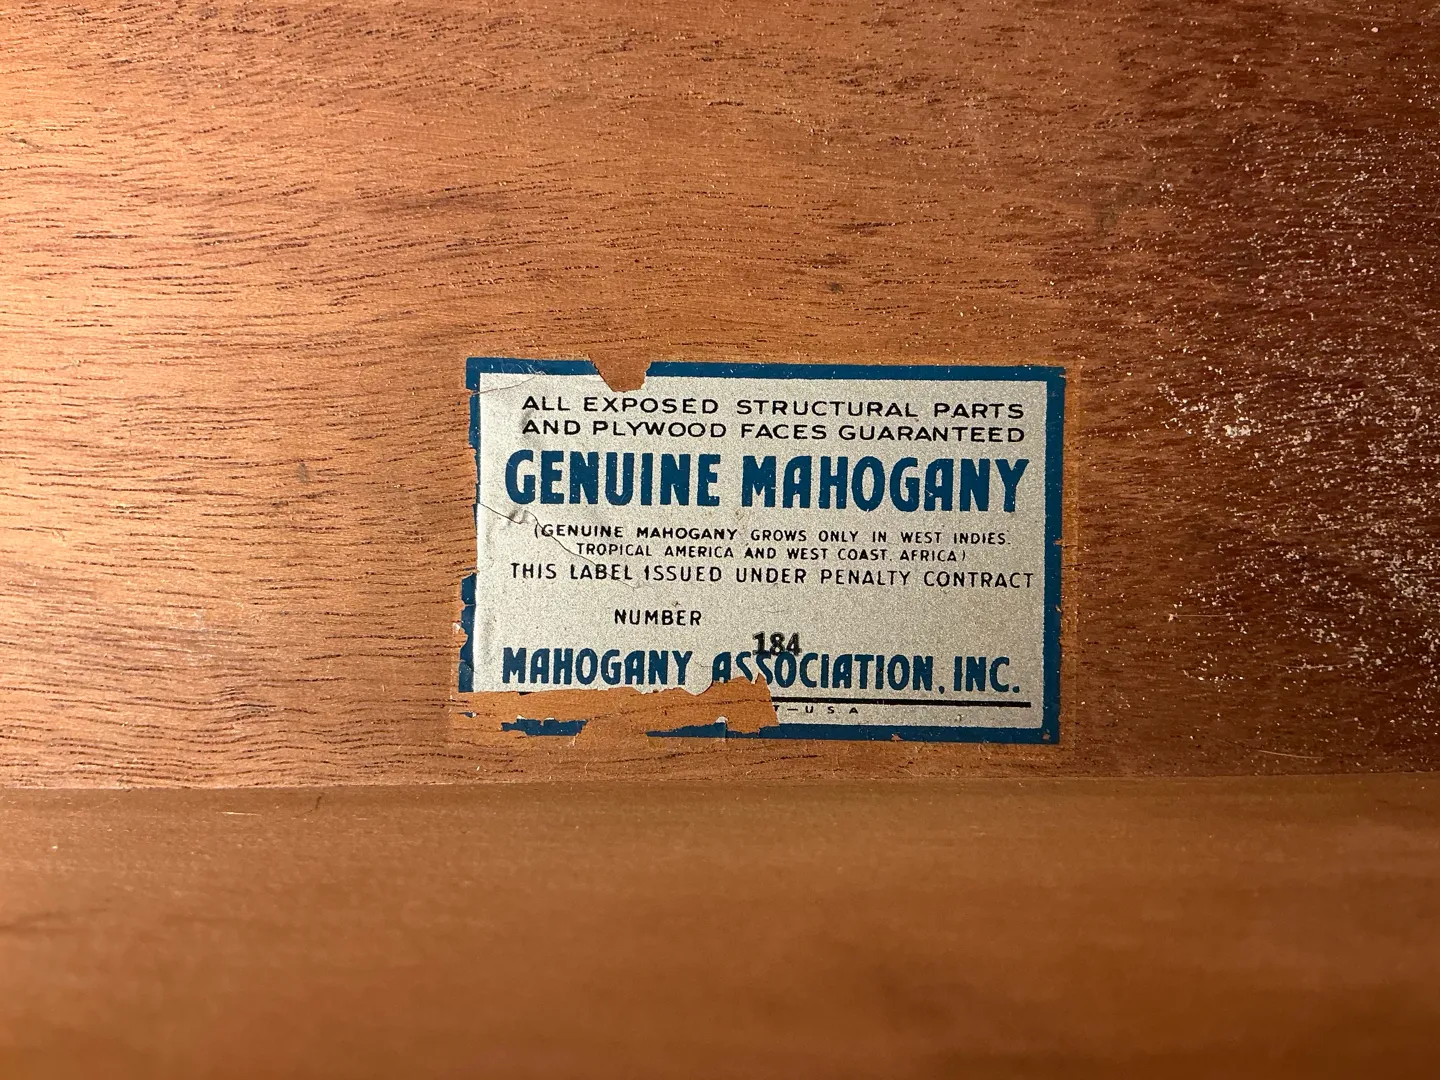 ALL EXPOSED STRUCTURAL PARTS
AND PLYWOOD FACES GUARANTEED
GENUINE MAHOGANY
(GENUINE MAHOGANY GROWS ONLY IN WEST INDIES.
TROPICAL AMERICA AND WEST COAST, AFRICA)
THIS LABEL ISSUED UNDER PENALTY CONTRACT
NUMBER
184
MAHOGANY ASSOCIATION, INC.
—U.S.A